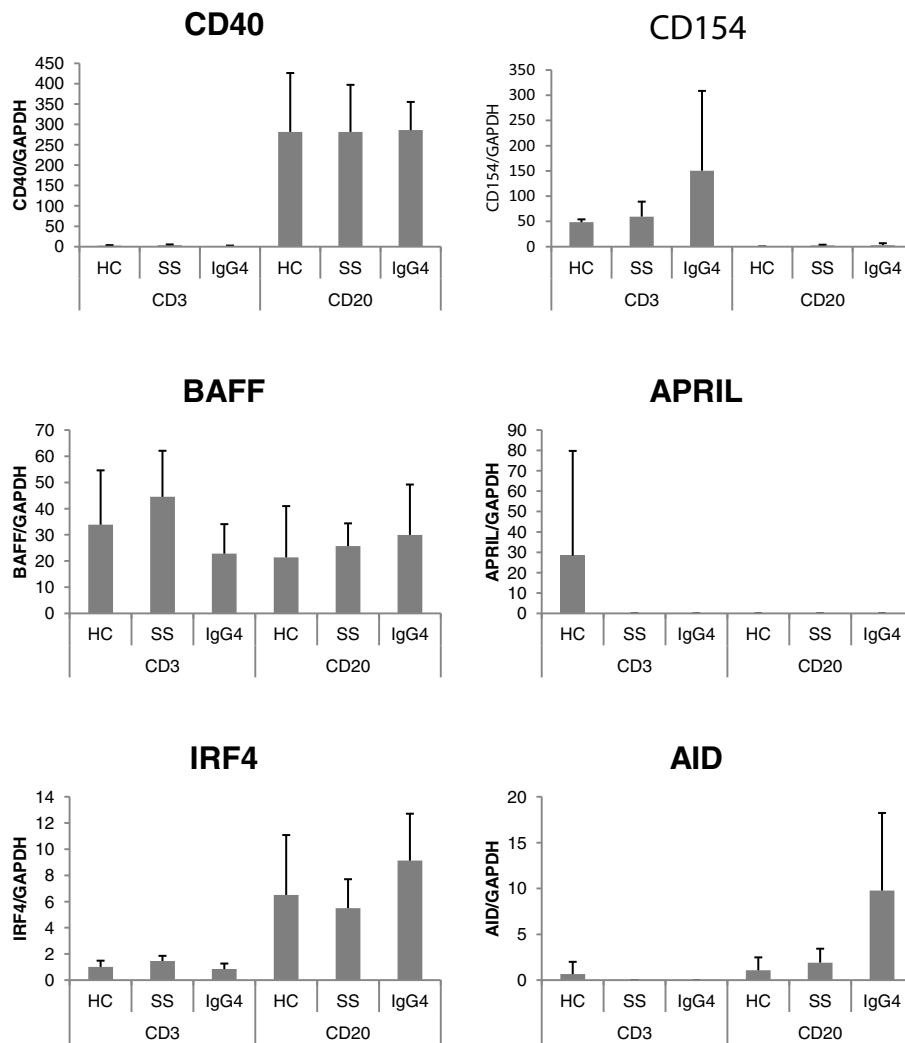 CD40
CD154
450
400
350
300
250
200
150
100
50
0
CD40/GAPDH
HC SS IgG4 HC SS IgG4
CD3 CD20
350
300
250
200
150
100
50
0
CD154/GAPDH
HC SS IgG4 HC SS IgG4
CD3 CD20
BAFF
APRIL
70
60
50
40
30
20
10
0
BAFF/GAPDH
HC SS IgG4 HC SS IgG4
CD3 CD20
90
80
70
60
50
40
30
20
10
0
APRIL/GAPDH
HC SS IgG4 HC SS IgG4
CD3 CD20
IRF4
AID
14
12
10
8
6
4
2
0
IRF4/GAPDH
HC SS IgG4 HC SS IgG4
CD3 CD20
20
15
10
5
0
AID/GAPDH
HC SS IgG4 HC SS IgG4
CD3 CD20